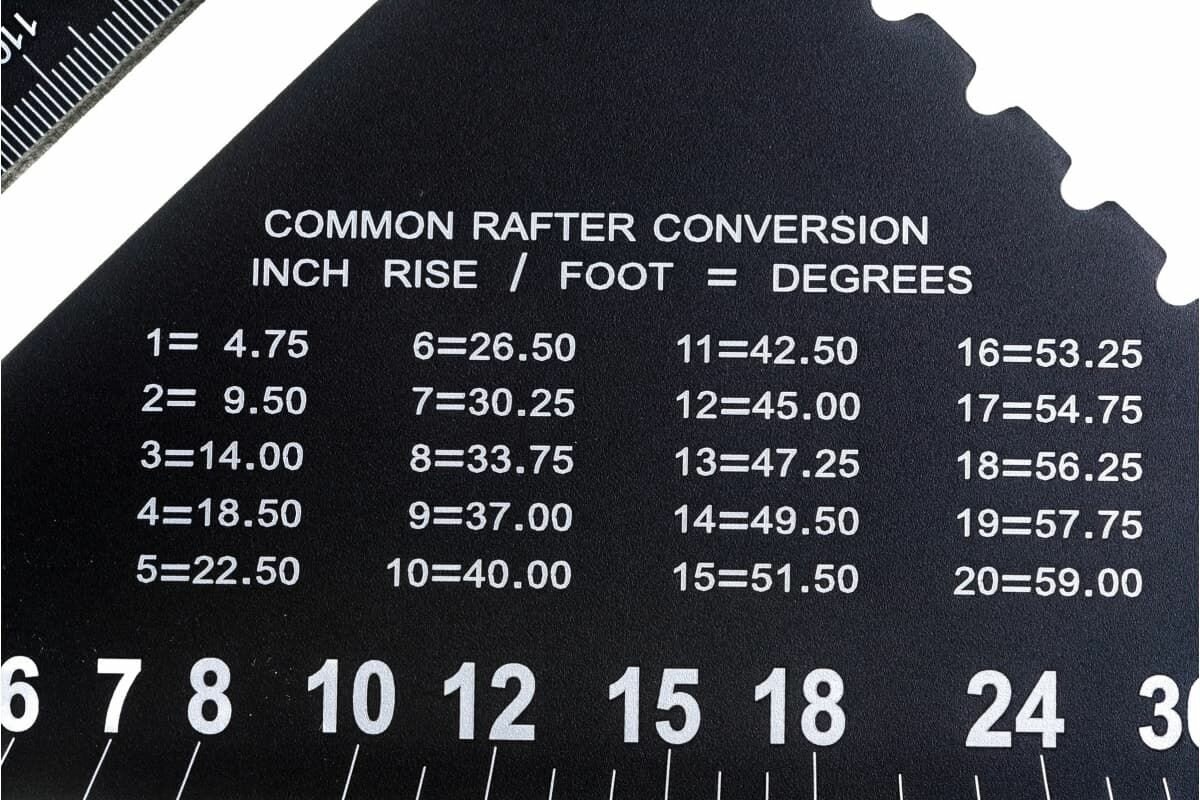 110
COMMON RAFTER CONVERSION
INCH RISE / FOOT = DEGREES
1= 4.75 6=26.50 11=42.50 16=53.25
2= 9.50 7=30.25 12=45.00 17=54.75
3=14.00 8=33.75 13=47.25 18=56.25
4=18.50 9=37.00 14=49.50 19=57.75
5=22.50 10=40.00 15=51.50 20=59.00
6 7 8 10 12 15 18 24 30